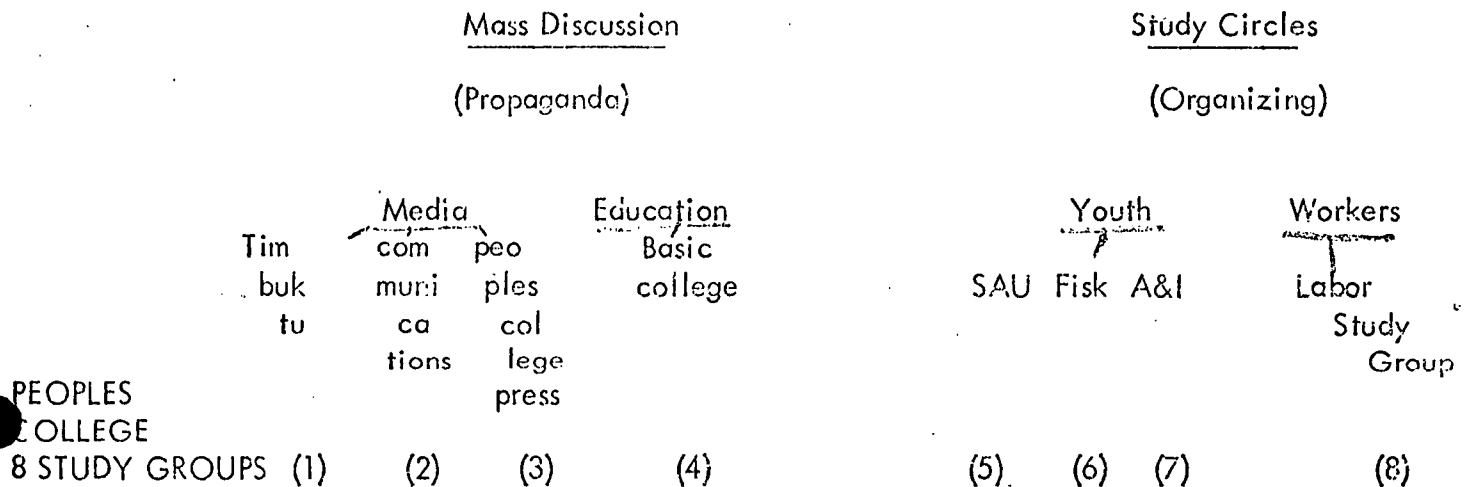 Mass Discussion Study Circles
(Propaganda) (Organizing)
Media Education Youth Workers
Tim com peo Basic
buk muni ples college SAU Fisk A&I Labor
tu ca col Study
tions lege Group
PEOPLES press
COLLEGE
8 STUDY GROUPS (1) (2) (3) (4) (5) (6) (7) (8)